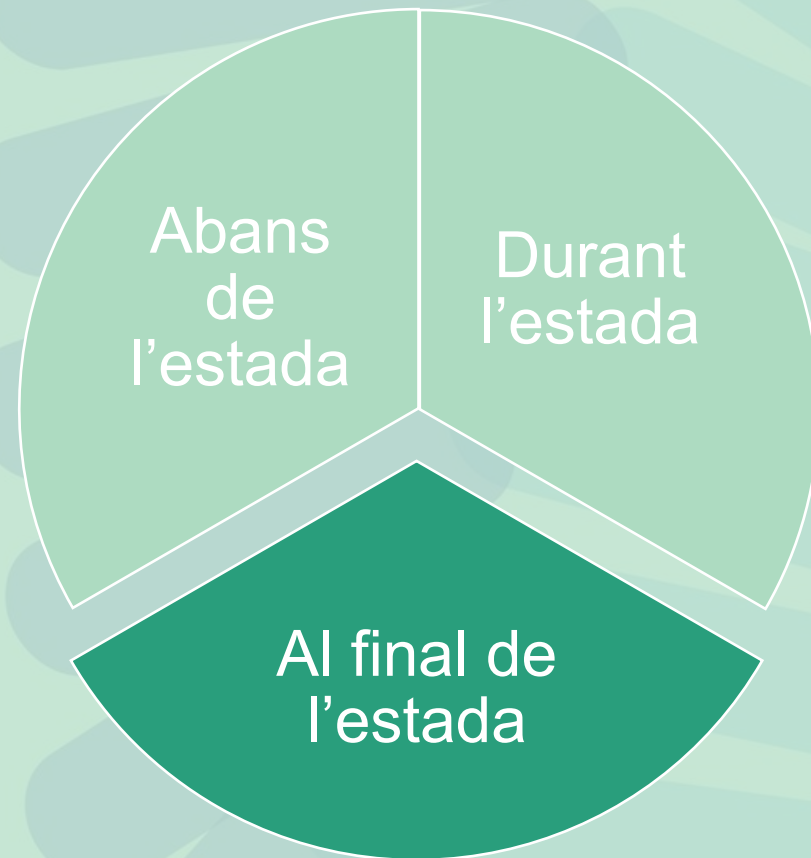 Abans
de
l’estada
Durant
l’estada
Al final de
l’estada